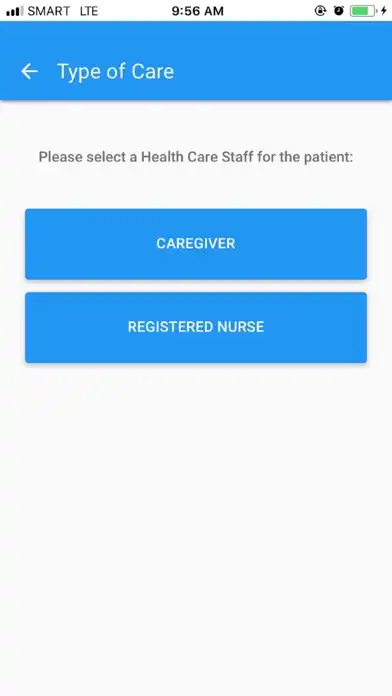 SMART LTE 9:56 AM
Type of Care
Please select a Health Care Staff for the patient:
CAREGIVER
REGISTERED NURSE